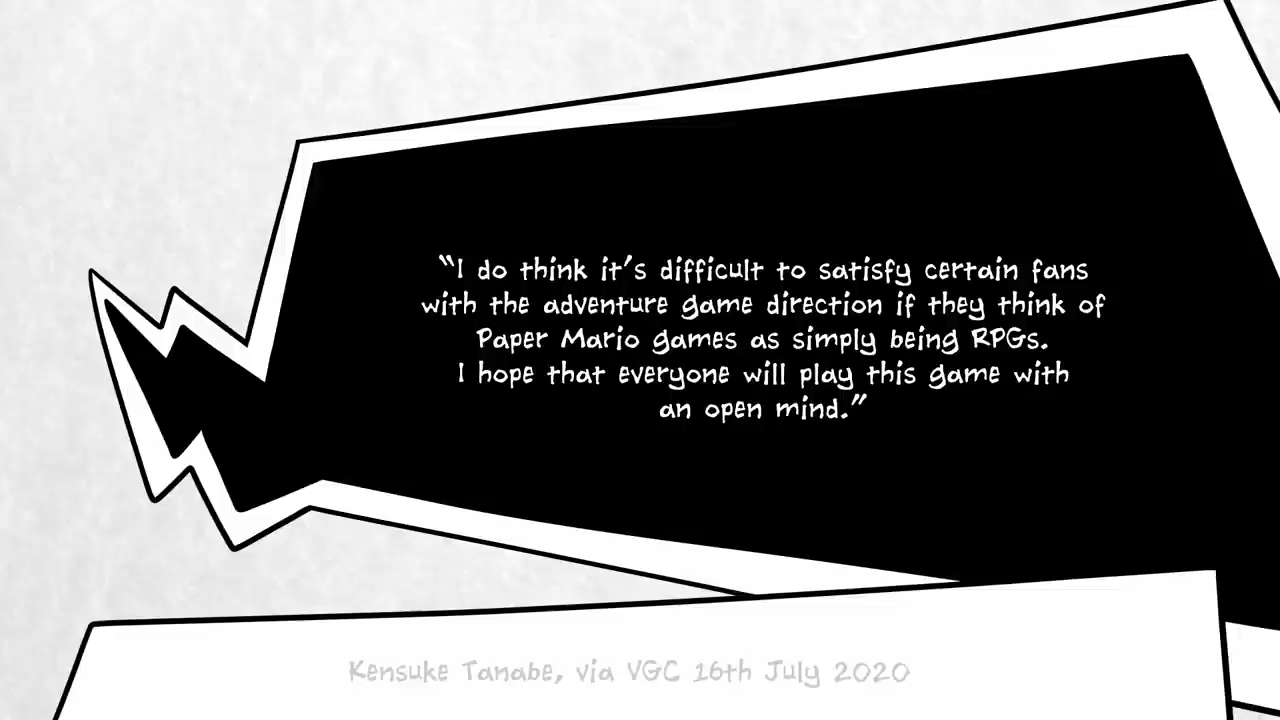 “I do think it’s difficult to satisfy certain fans
with the adventure game direction if they think of
Paper Mario games as simply being RPGs.
I hope that everyone will play this game with
an open mind.”
Kensuke Tanabe, via VGC 16th July 2020